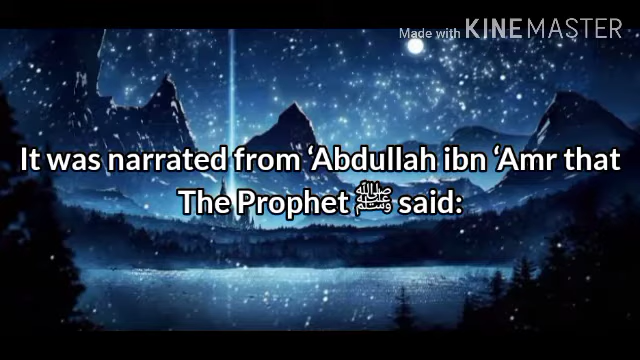 Made with KINEMASTER
It was narrated from ‘Abdullah ibn ‘Amr that
The Prophet ﷺ said: